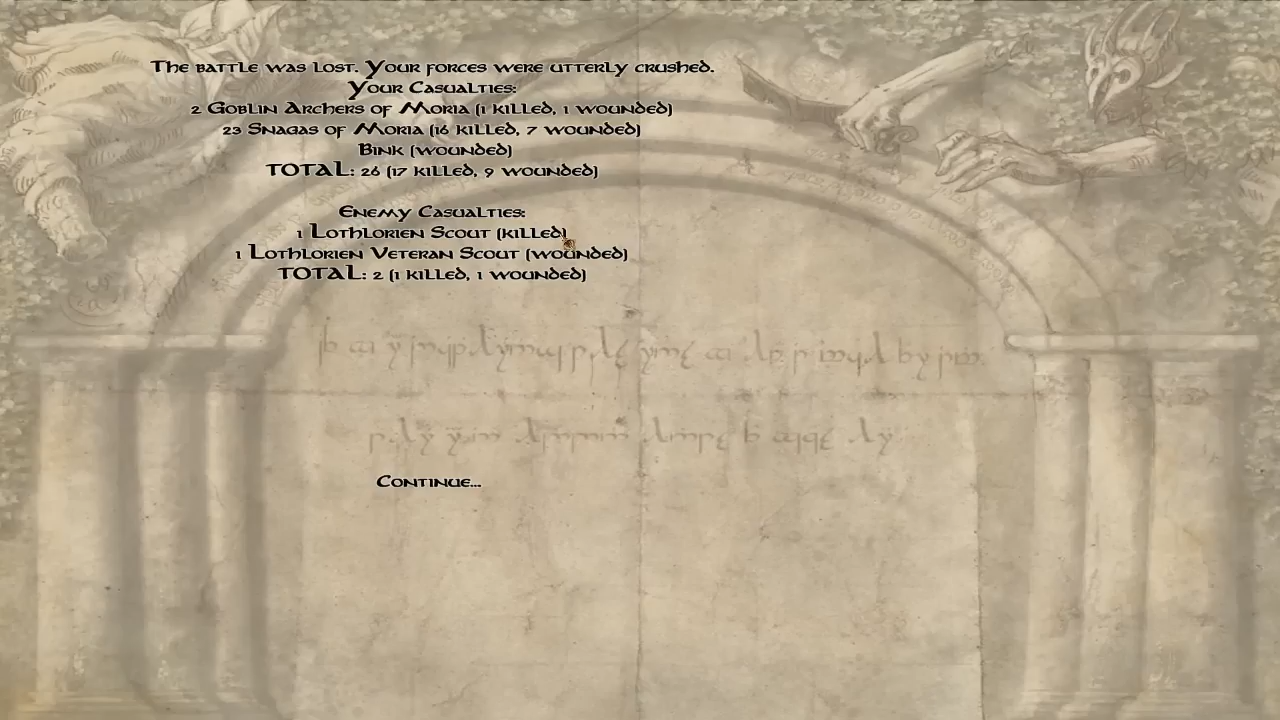 The battle was lost. Your forces were utterly crushed.
Your Casualties:
2 Goblin Archers of Moria (1 killed, 1 wounded)
23 Snagas of Moria (16 killed, 7 wounded)
Bink (wounded)
TOTAL: 26 (17 killed, 9 wounded)
Enemy Casualties:
1 Lothlorien Scout (killed)
1 Lothlorien Veteran Scout (wounded)
TOTAL: 2 (1 killed, 1 wounded)
Continue...